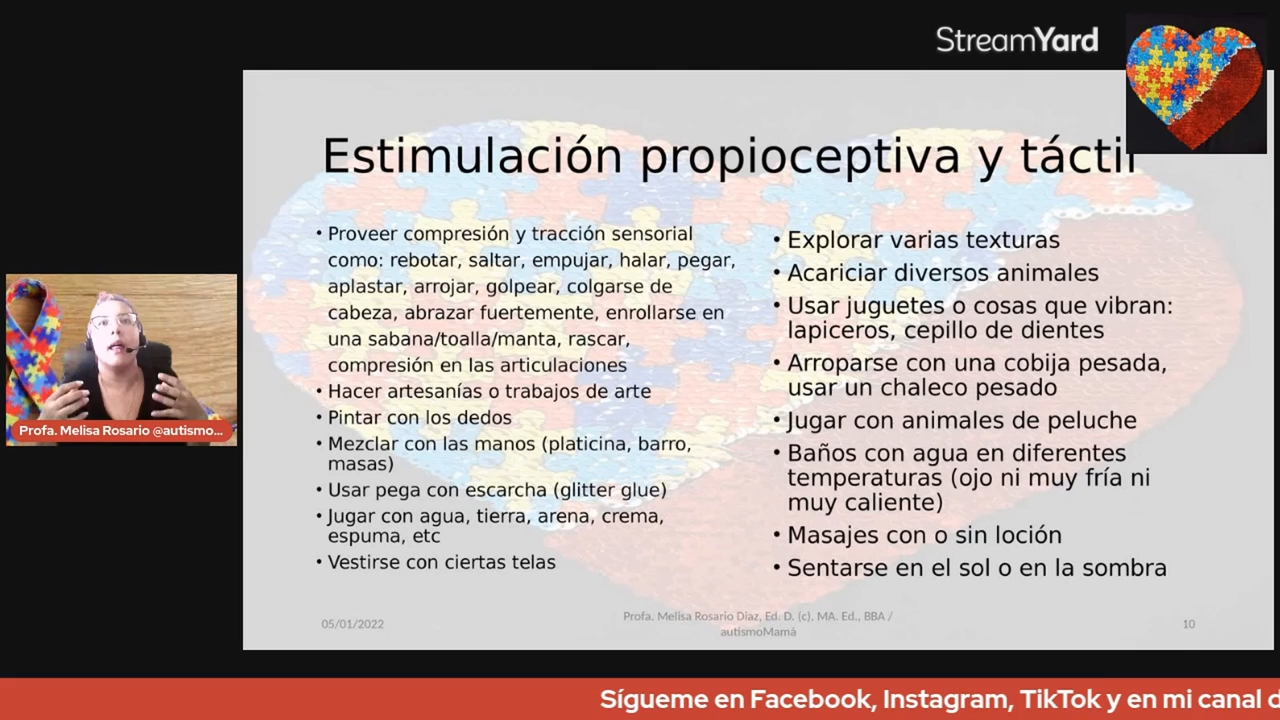 StreamYard
Estimulación propioceptiva y táctil
• Proveer compresión y tracción sensorial
como: rebotar, saltar, empujar, halar, pegar,
aplastar, arrojar, golpear, colgarse de
cabeza, abrazar fuertemente, enrollarse en
una sabana/toalla/manta, rascar,
compresión en las articulaciones
• Hacer artesanías o trabajos de arte
• Pintar con los dedos
• Mezclar con las manos (platicina, barro,
masas)
• Usar pega con escarcha (glitter glue)
• Jugar con agua, tierra, arena, crema,
espuma, etc
• Vestirse con ciertas telas
• Explorar varias texturas
• Acariciar diversos animales
• Usar juguetes o cosas que vibran:
lapiceros, cepillo de dientes
• Arroparse con una cobija pesada,
usar un chaleco pesado
• Jugar con animales de peluche
• Baños con agua en diferentes
temperaturas (ojo ni muy fría ni
muy caliente)
• Masajes con o sin loción
• Sentarse en el sol o en la sombra
Profa. Melisa Rosario @autismo...
05/01/2022
Profa. Melisa Rosario Diaz, Ed. D. (c), MA. Ed., BBA /
autismoMamá
10
Sígueme en Facebook, Instagram, TikTok y en mi canal d